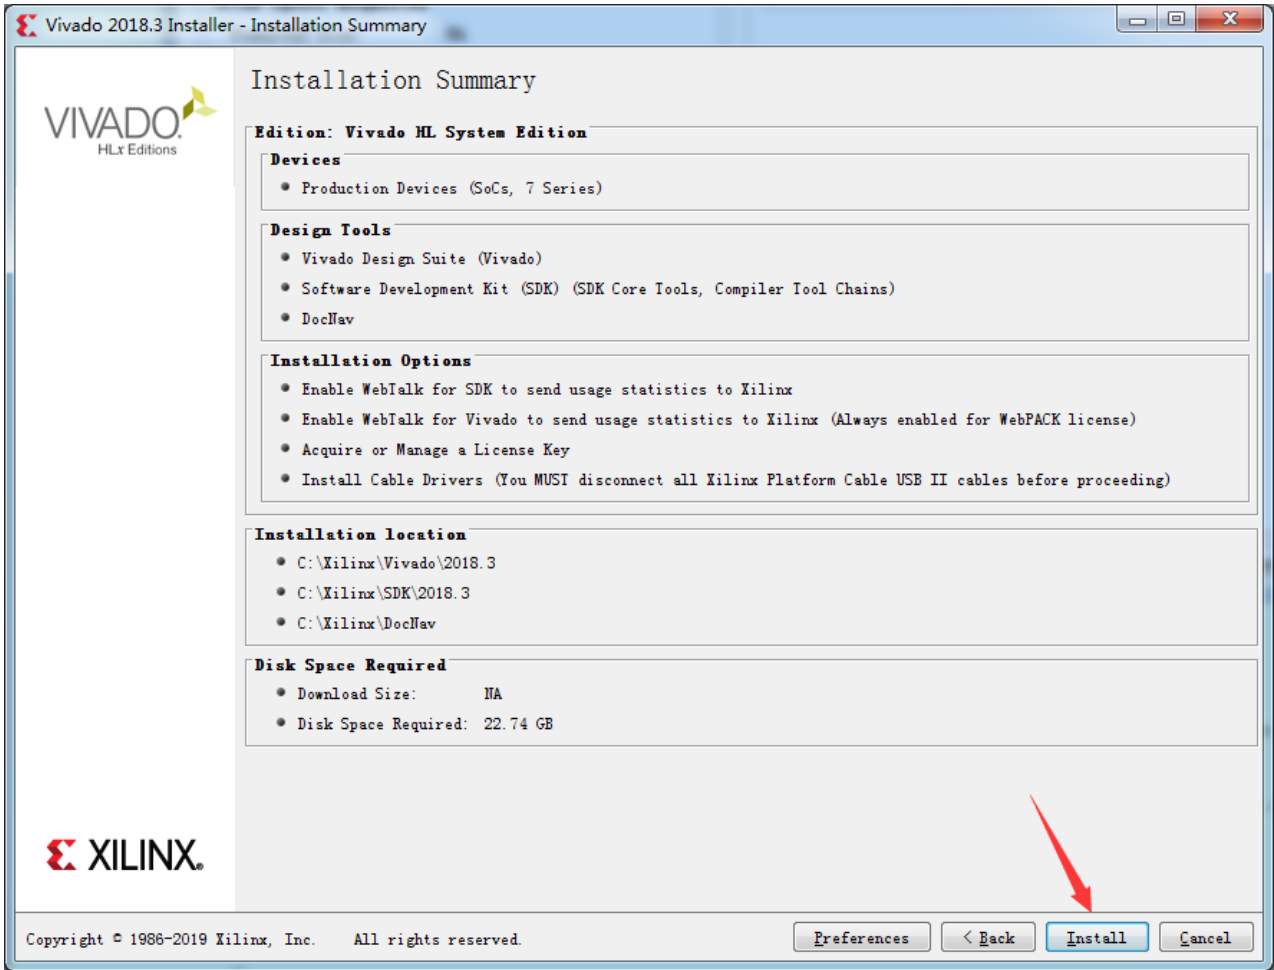 Vivado 2018.3 Installer - Installation Summary
VIVADO.
HLx Editions
Installation Summary
Edition: Vivado HL System Edition
Devices
Production Devices (SoCs, 7 Series)
Design Tools
Vivado Design Suite (Vivado)
Software Development Kit (SDK) (SDK Core Tools, Compiler Tool Chains)
DocNav
Installation Options
Enable WebTalk for SDK to send usage statistics to Xilinx
Enable WebTalk for Vivado to send usage statistics to Xilinx (Always enabled for WebPACK license)
Acquire or Manage a License Key
Install Cable Drivers (You MUST disconnect all Xilinx Platform Cable USB II cables before proceeding)
Installation location
C:\Xilinx\Vivado\2018.3
C:\Xilinx\SDK\2018.3
C:\Xilinx\DocNav
Disk Space Required
Download Size: NA
Disk Space Required: 22.74 GB
XILINX®
Copyright © 1986-2019 Xilinx, Inc. All rights reserved.
Preferences < Back Install Cancel